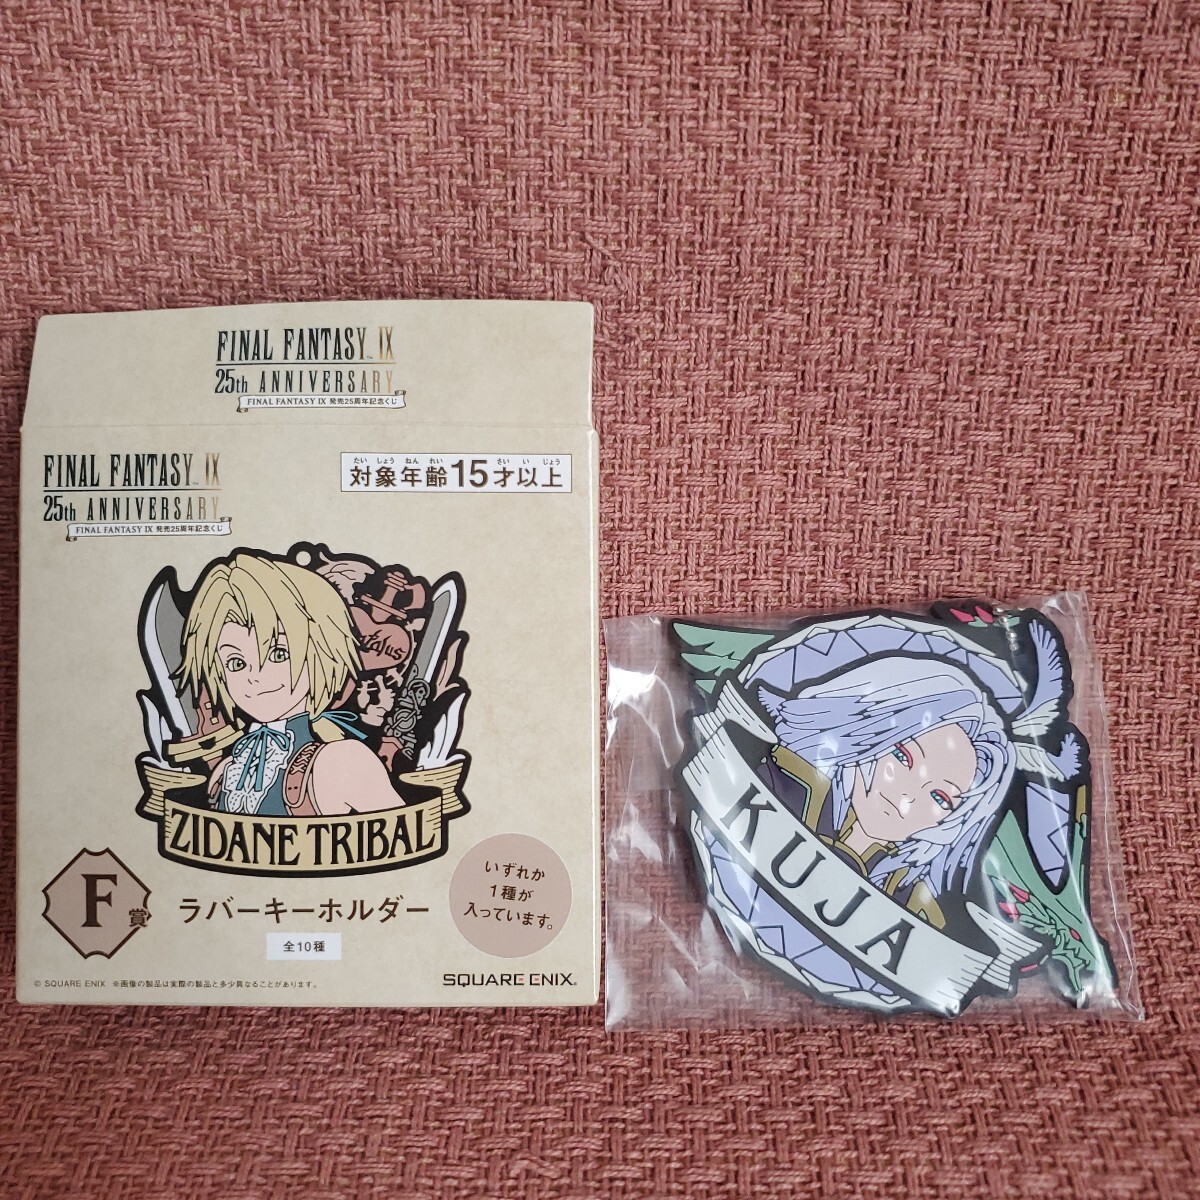 FINAL FANTASY™ IX
25th ANNIVERSARY
FINAL FANTASY IX 発売25周年記念くじ
FINAL FANTASY™ IX
25th ANNIVERSARY
FINAL FANTASY IX 発売25周年記念くじ
たいしょう ねんれい さい いじょう
対象年齢15才以上
ZIDANE TRIBAL
F賞
ラバーキーホルダー
全10種
いずれか
1種が
入っています。
© SQUARE ENIX ※画像の製品は実際の製品と多少異なることがあります。
SQUARE ENIX.
KUJA